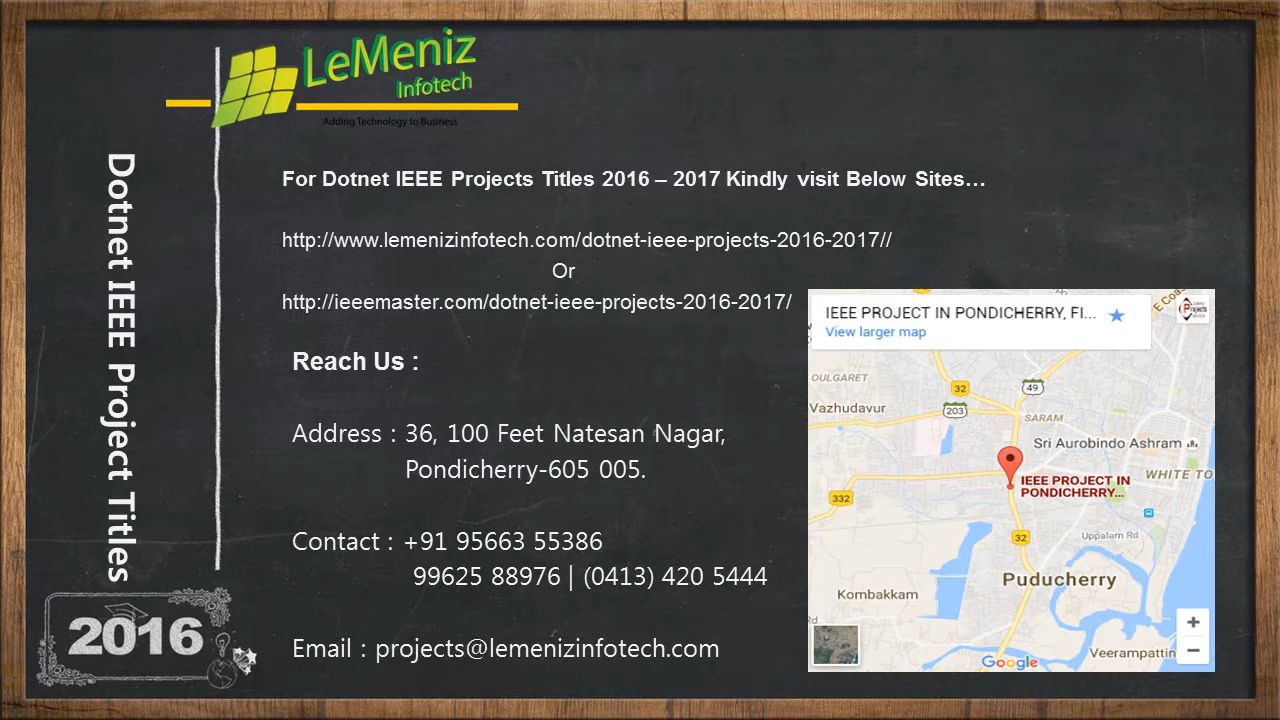 LeMeniz
Infotech
Adding Technology to Business
Dotnet IEEE Project Titles
For Dotnet IEEE Projects Titles 2016 – 2017 Kindly visit Below Sites…
http://www.lemenizinfotech.com/dotnet-ieee-projects-2016-2017//
Or
http://ieeemaster.com/dotnet-ieee-projects-2016-2017/
Reach Us :
Address : 36, 100 Feet Natesan Nagar,
Pondicherry-605 005.
Contact : +91 95663 55386
99625 88976 | (0413) 420 5444
Email : projects@lemenizinfotech.com
2016
IEEE PROJECT IN PONDICHERRY, FI...
View larger map
E Coa
Projects
OULGARET
32
49
Vazhudavur
203
SARAM
Sri Aurobindo Ashram
WHITE TO
IEEE PROJECT IN
PONDICHERRY...
332
32
Uppalam Rd
Puducherry
Kombakkam
Rd.
+
−
Google
Veerampattin